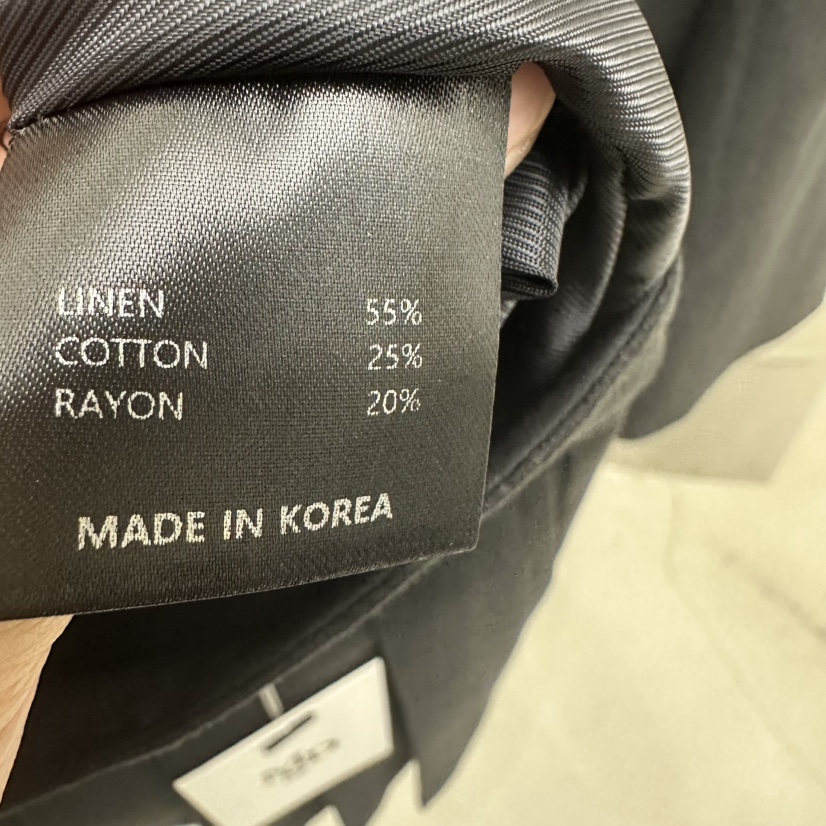 LINEN 55%
COTTON 25%
RAYON 20%
MADE IN KOREA